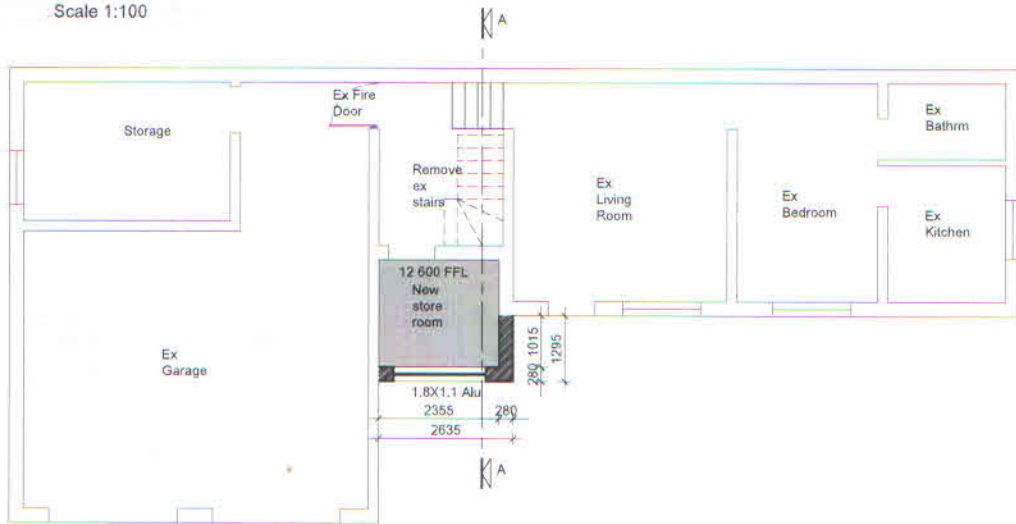 Scale 1:100
A
Ex Fire
Door
Storage
Remove
ex
stairs
Ex
Living
Room
Ex
Bedroom
Ex
Bathrm
Ex
Kitchen
12 600 FFL
New
store
room
Ex
Garage
1015
280
1295
1.8X1.1 Alu
2355
280
2635
A